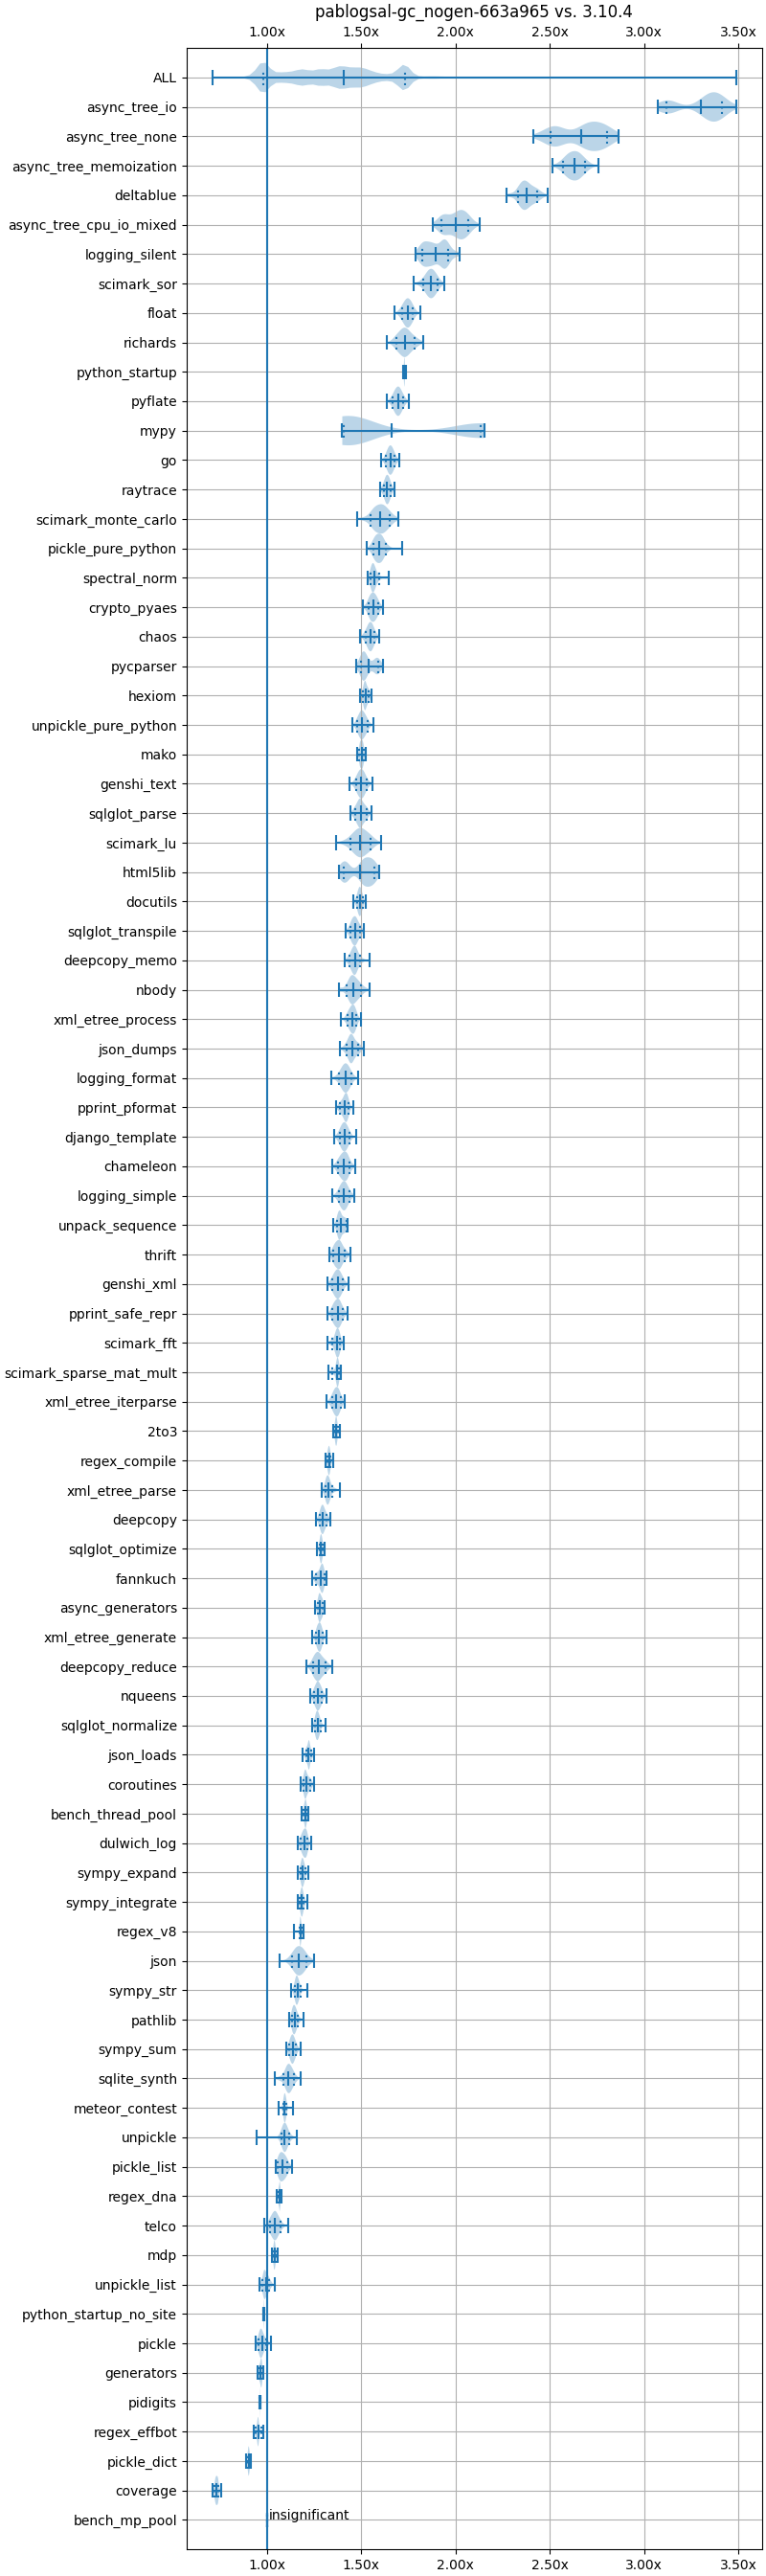 pablogsal-gc_nogen-663a965 vs. 3.10.4
1.00x 1.50x 2.00x 2.50x 3.00x 3.50x
ALL
async_tree_io
async_tree_none
async_tree_memoization
deltablue
async_tree_cpu_io_mixed
logging_silent
scimark_sor
float
richards
python_startup
pyflate
mypy
go
raytrace
scimark_monte_carlo
pickle_pure_python
spectral_norm
crypto_pyaes
chaos
pycparser
hexiom
unpickle_pure_python
mako
genshi_text
sqlglot_parse
scimark_lu
html5lib
docutils
sqlglot_transpile
deepcopy_memo
nbody
xml_etree_process
json_dumps
logging_format
pprint_pformat
django_template
chameleon
logging_simple
unpack_sequence
thrift
genshi_xml
pprint_safe_repr
scimark_fft
scimark_sparse_mat_mult
xml_etree_iterparse
2to3
regex_compile
xml_etree_parse
deepcopy
sqlglot_optimize
fannkuch
async_generators
xml_etree_generate
deepcopy_reduce
nqueens
sqlglot_normalize
json_loads
coroutines
bench_thread_pool
dulwich_log
sympy_expand
sympy_integrate
regex_v8
json
sympy_str
pathlib
sympy_sum
sqlite_synth
meteor_contest
unpickle
pickle_list
regex_dna
telco
mdp
unpickle_list
python_startup_no_site
pickle
generators
pidigits
regex_effbot
pickle_dict
coverage
bench_mp_pool insignificant
1.00x 1.50x 2.00x 2.50x 3.00x 3.50x